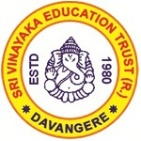 SRI VINAYAKA EDUCATION TRUST (R.)
ESTD
1980
DAVANGERE